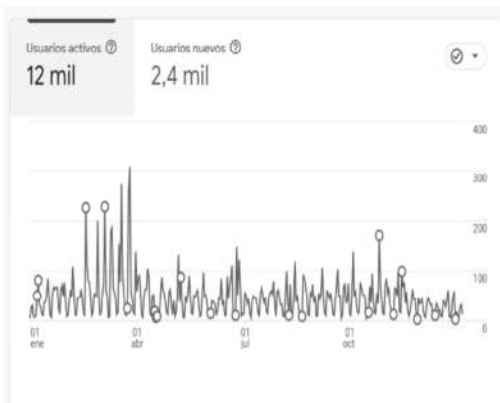 Usuarios activos
12 mil
Usuarios nuevos
2,4 mil
400
300
200
100
0
01
ene
01
abr
01
jul
01
oct